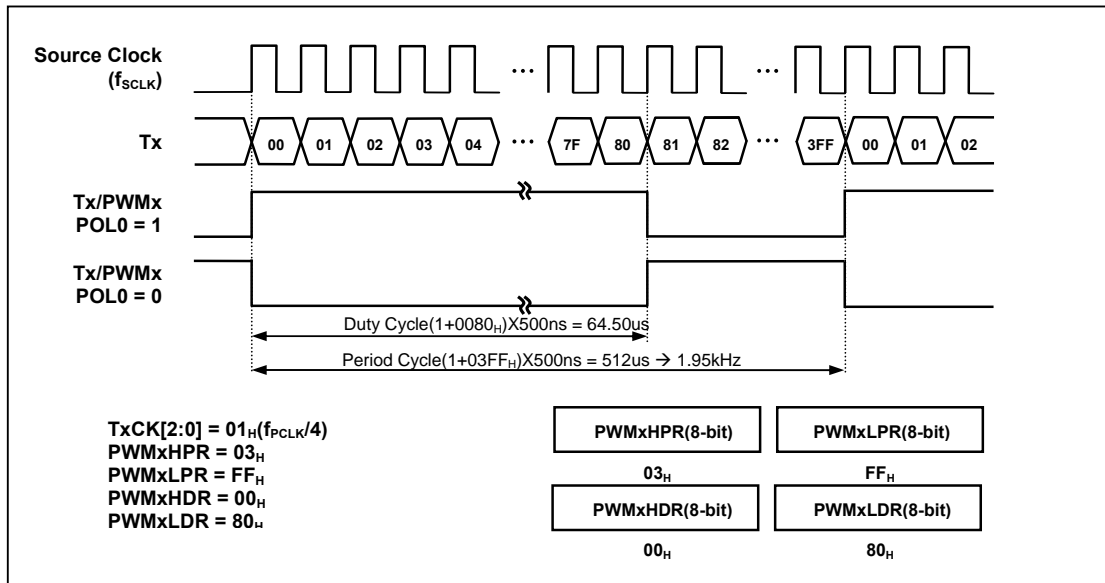 Source Clock
(fSCLK)
...
...
Tx
00 01 02 03 04 ... 7F 80 81 82 ... 3FF 00 01 02
Tx/PWMx
POL0 = 1
Tx/PWMx
POL0 = 0
Duty Cycle(1+0080H)X500ns = 64.50us
Period Cycle(1+03FFH)X500ns = 512us → 1.95kHz
TxCK[2:0] = 01H(fPCLK/4)
PWMxHPR = 03H
PWMxLPR = FFH
PWMxHDR = 00H
PWMxLDR = 80H
PWMxHPR(8-bit) PWMxLPR(8-bit)
03H FFH
PWMxHDR(8-bit) PWMxLDR(8-bit)
00H 80H